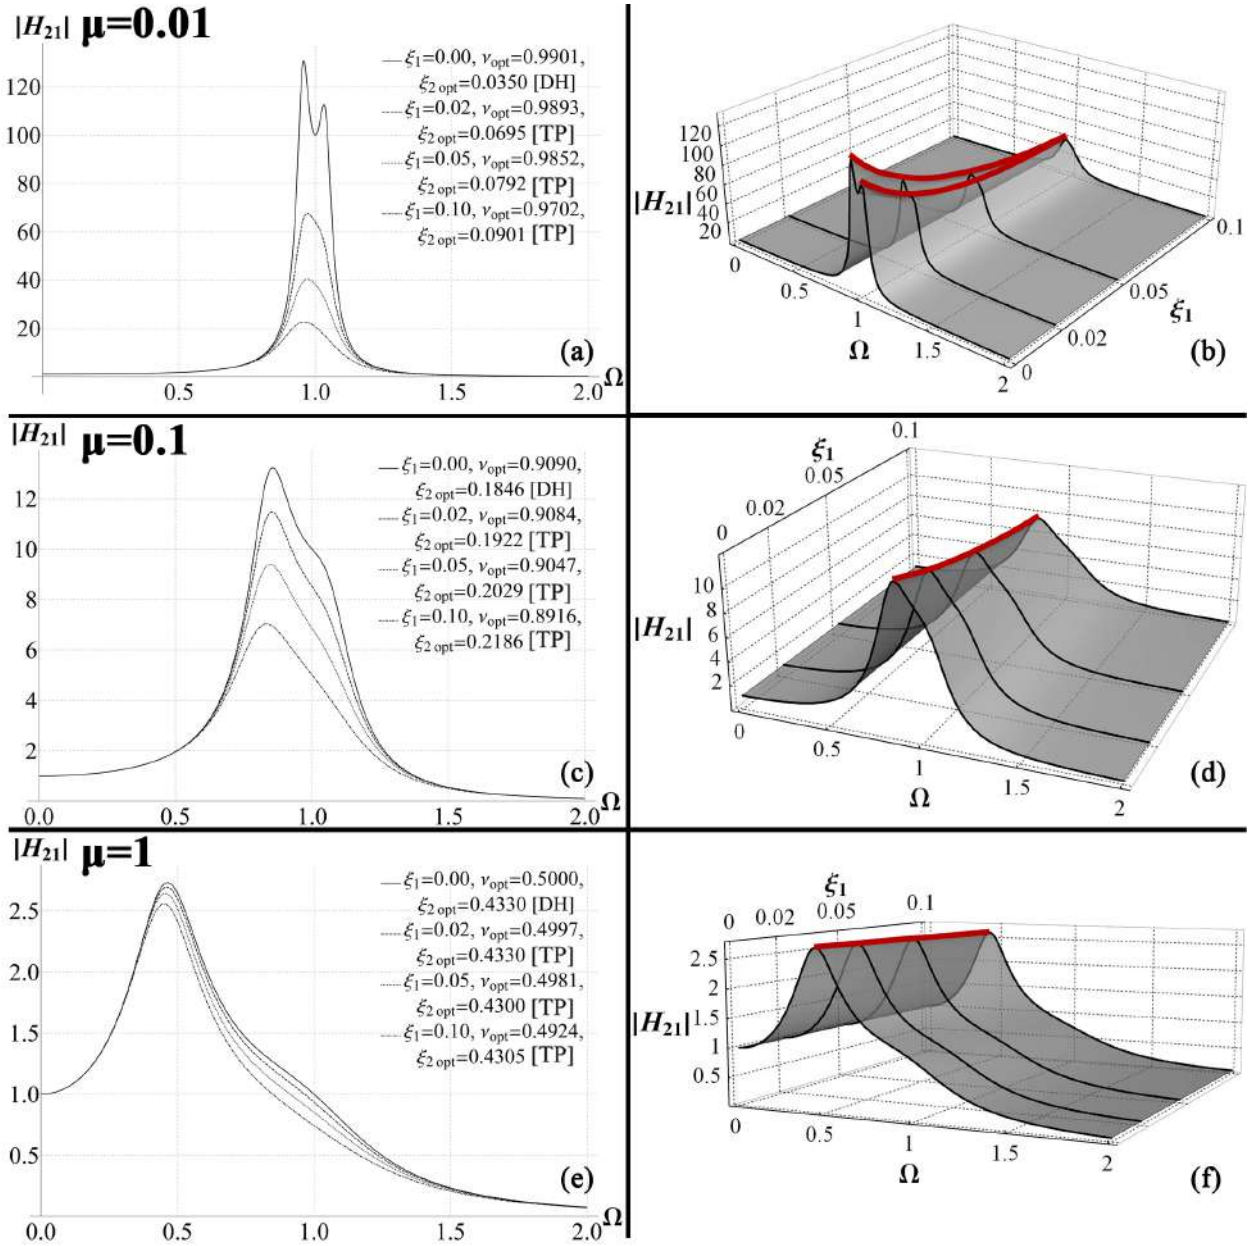 |H21| μ=0.01
120
100
80
60
40
20
0.5
1.0
1.5
2.0
Ω
ξ1=0.00, νopt=0.9901,
ξ2 opt=0.0350 [DH]
ξ1=0.02, νopt=0.9893,
ξ2 opt=0.0695 [TP]
ξ1=0.05, νopt=0.9852,
ξ2 opt=0.0792 [TP]
ξ1=0.10, νopt=0.9702,
ξ2 opt=0.0901 [TP]
(a)
120
100
80
60
40
20
|H21|
0
0.5
1
1.5
2
Ω
0
0.02
0.05
0.1
ξ1
(b)
|H21| μ=0.1
12
10
8
6
4
2
0.0
0.5
1.0
1.5
2.0
Ω
ξ1=0.00, νopt=0.9090,
ξ2 opt=0.1846 [DH]
ξ1=0.02, νopt=0.9084,
ξ2 opt=0.1922 [TP]
ξ1=0.05, νopt=0.9047,
ξ2 opt=0.2029 [TP]
ξ1=0.10, νopt=0.8916,
ξ2 opt=0.2186 [TP]
(c)
0.1
ξ1
0.05
0.02
0
10
8
6
4
2
|H21|
0
0.5
1
1.5
2
Ω
(d)
|H21| μ=1
2.5
2.0
1.5
1.0
0.5
0.0
0.5
1.0
1.5
2.0
Ω
ξ1=0.00, νopt=0.5000,
ξ2 opt=0.4330 [DH]
ξ1=0.02, νopt=0.4997,
ξ2 opt=0.4330 [TP]
ξ1=0.05, νopt=0.4981,
ξ2 opt=0.4300 [TP]
ξ1=0.10, νopt=0.4924,
ξ2 opt=0.4305 [TP]
(e)
ξ1
0
0.02
0.05
0.1
2.5
2
1.5
1
0.5
|H21|
0
0.5
1
1.5
2
Ω
(f)